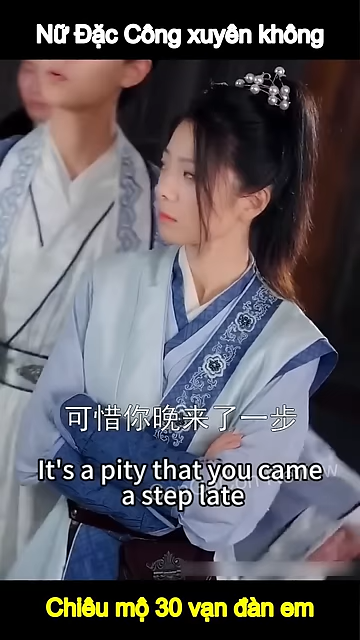 Nữ Đặc Công xuyên không
可惜你晚来了一步
It's a pity that you came
a step late
Chiêu mộ 30 vạn đàn em